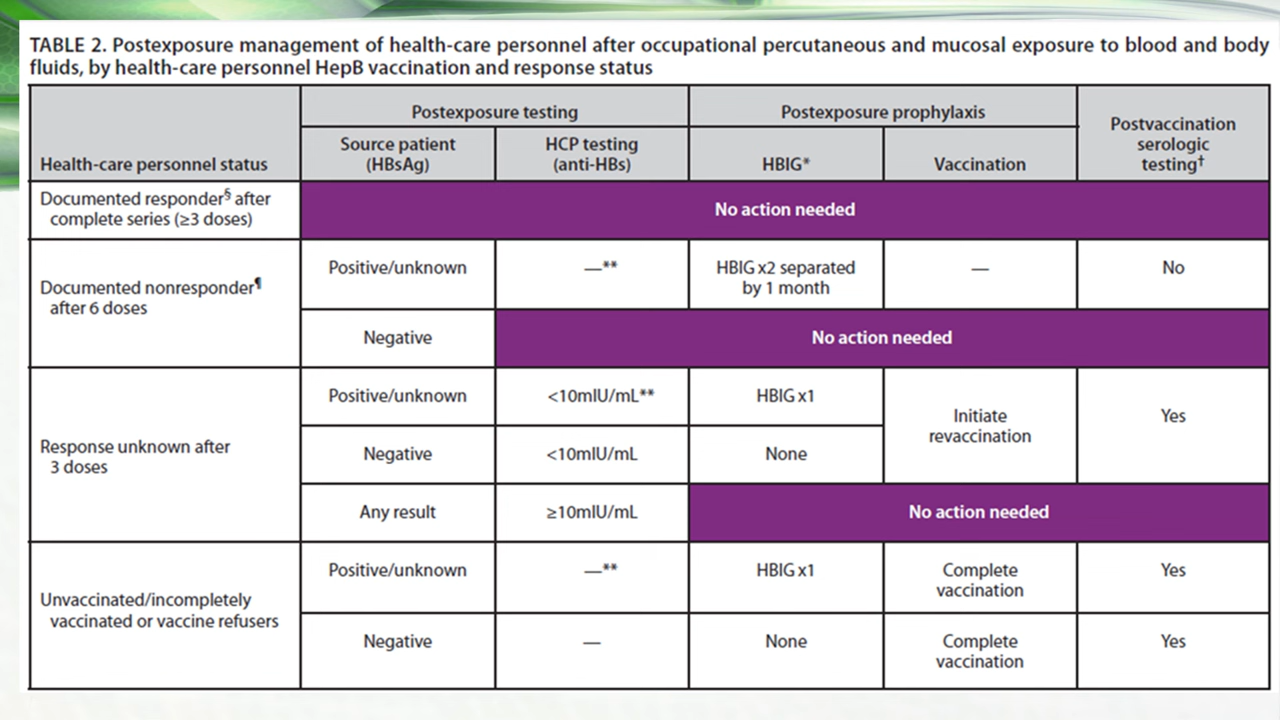 TABLE 2. Postexposure management of health-care personnel after occupational percutaneous and mucosal exposure to blood and body
fluids, by health-care personnel HepB vaccination and response status
Postexposure testing
Postexposure prophylaxis
Postvaccination
serologic
testing†
Health-care personnel status
Source patient
(HBsAg)
HCP testing
(anti-HBs)
HBIG*
Vaccination
Documented responder§ after
complete series (≥3 doses)
No action needed
Documented nonresponder¶
after 6 doses
Positive/unknown
—**
HBIG x2 separated
by 1 month
—
No
Negative
No action needed
Response unknown after
3 doses
Positive/unknown
<10mIU/mL**
HBIG x1
Initiate
revaccination
Yes
Negative
<10mIU/mL
None
Any result
≥10mIU/mL
No action needed
Unvaccinated/incompletely
vaccinated or vaccine refusers
Positive/unknown
—**
HBIG x1
Complete
vaccination
Yes
Negative
—
None
Complete
vaccination
Yes